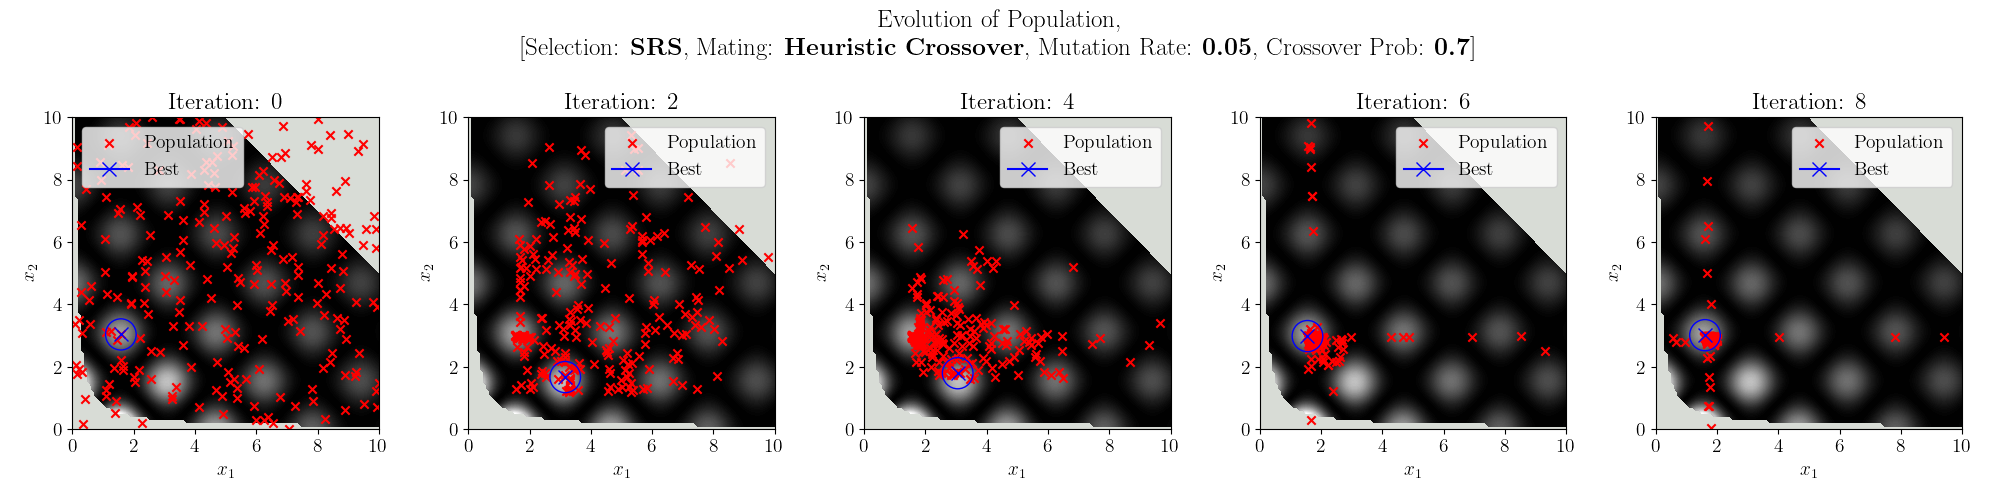 Evolution of Population,
[Selection: SRS, Mating: Heuristic Crossover, Mutation Rate: 0.05, Crossover Prob: 0.7]
Iteration: 0
10
8
6
4
2
0
x2
Population
Best
0 2 4 6 8 10
x1
Iteration: 2
10
8
6
4
2
0
x2
Population
Best
0 2 4 6 8 10
x1
Iteration: 4
10
8
6
4
2
0
x2
Population
Best
0 2 4 6 8 10
x1
Iteration: 6
10
8
6
4
2
0
x2
Population
Best
0 2 4 6 8 10
x1
Iteration: 8
10
8
6
4
2
0
x2
Population
Best
0 2 4 6 8 10
x1